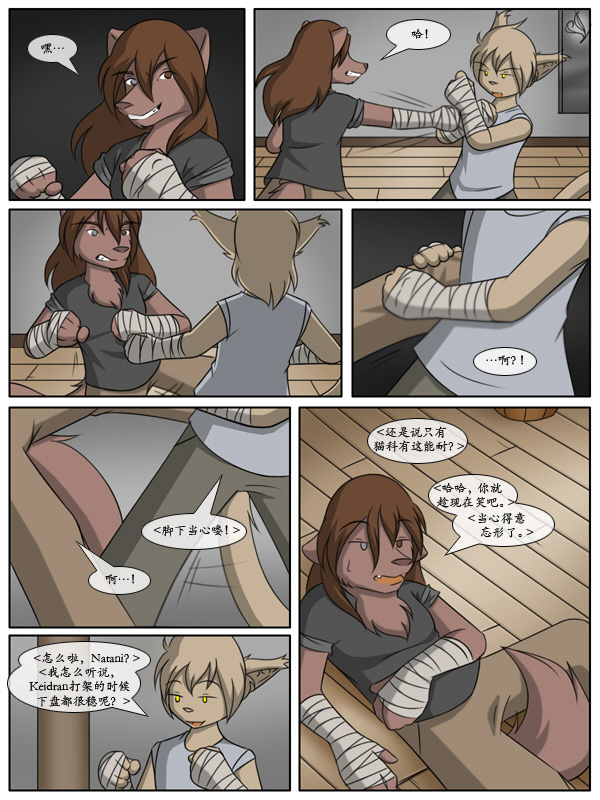 嘿…
哈！
…啊？！
<脚下当心喽！>
啊…！
<怎么啦，Natani？>
<我怎么听说，
Keidran打架的时候
下盘都很稳呢？>
<还是说只有
猫科有这能耐？>
<哈哈，你就
趁现在笑吧。>
<当心得意
忘形了。>